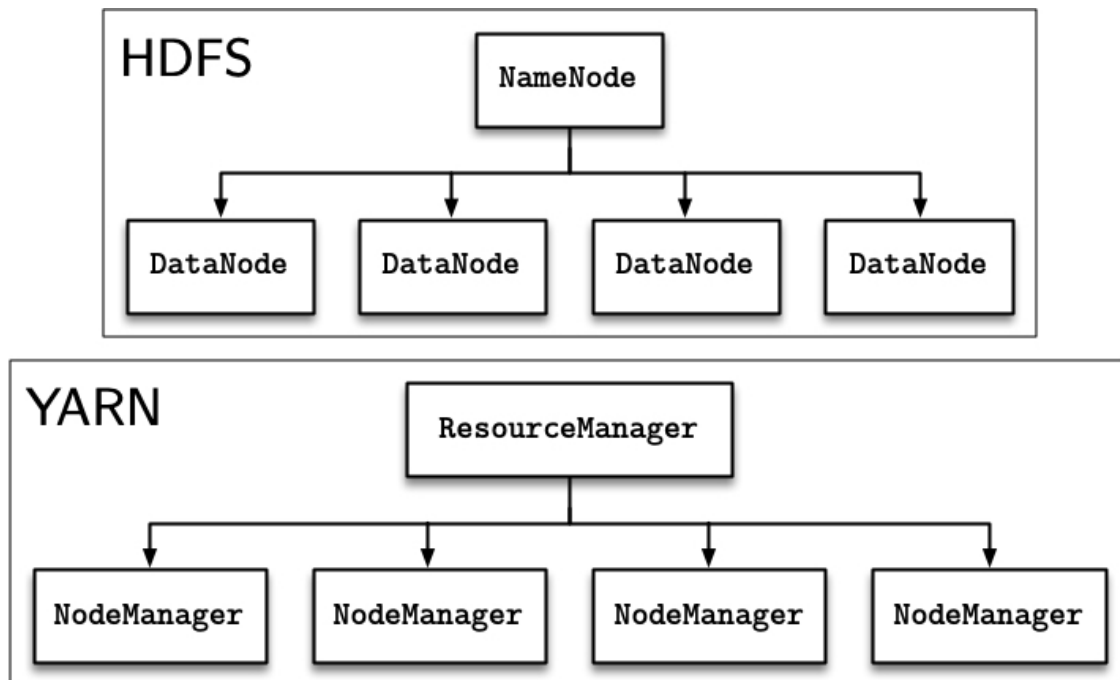 HDFS
NameNode
DataNode DataNode DataNode DataNode
YARN
ResourceManager
NodeManager NodeManager NodeManager NodeManager